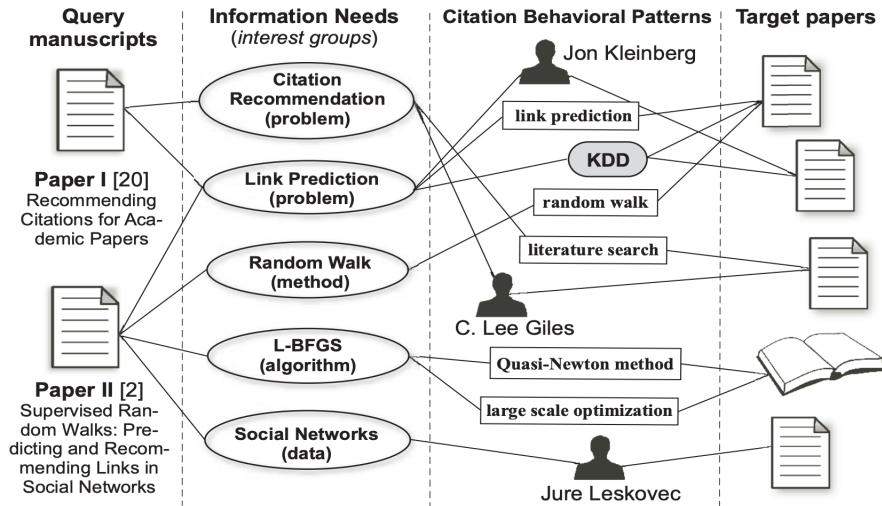 Query
manuscripts
Information Needs
(interest groups)
Citation Behavioral Patterns
Target papers
Paper I [20]
Recommending
Citations for Aca-
demic Papers
Paper II [2]
Supervised Ran-
dom Walks: Pre-
dicting and Recom-
mending Links in
Social Networks
Citation
Recommendation
(problem)
Link Prediction
(problem)
Random Walk
(method)
L-BFGS
(algorithm)
Social Networks
(data)
Jon Kleinberg
link prediction
KDD
random walk
literature search
C. Lee Giles
Quasi-Newton method
large scale optimization
Jure Leskovec